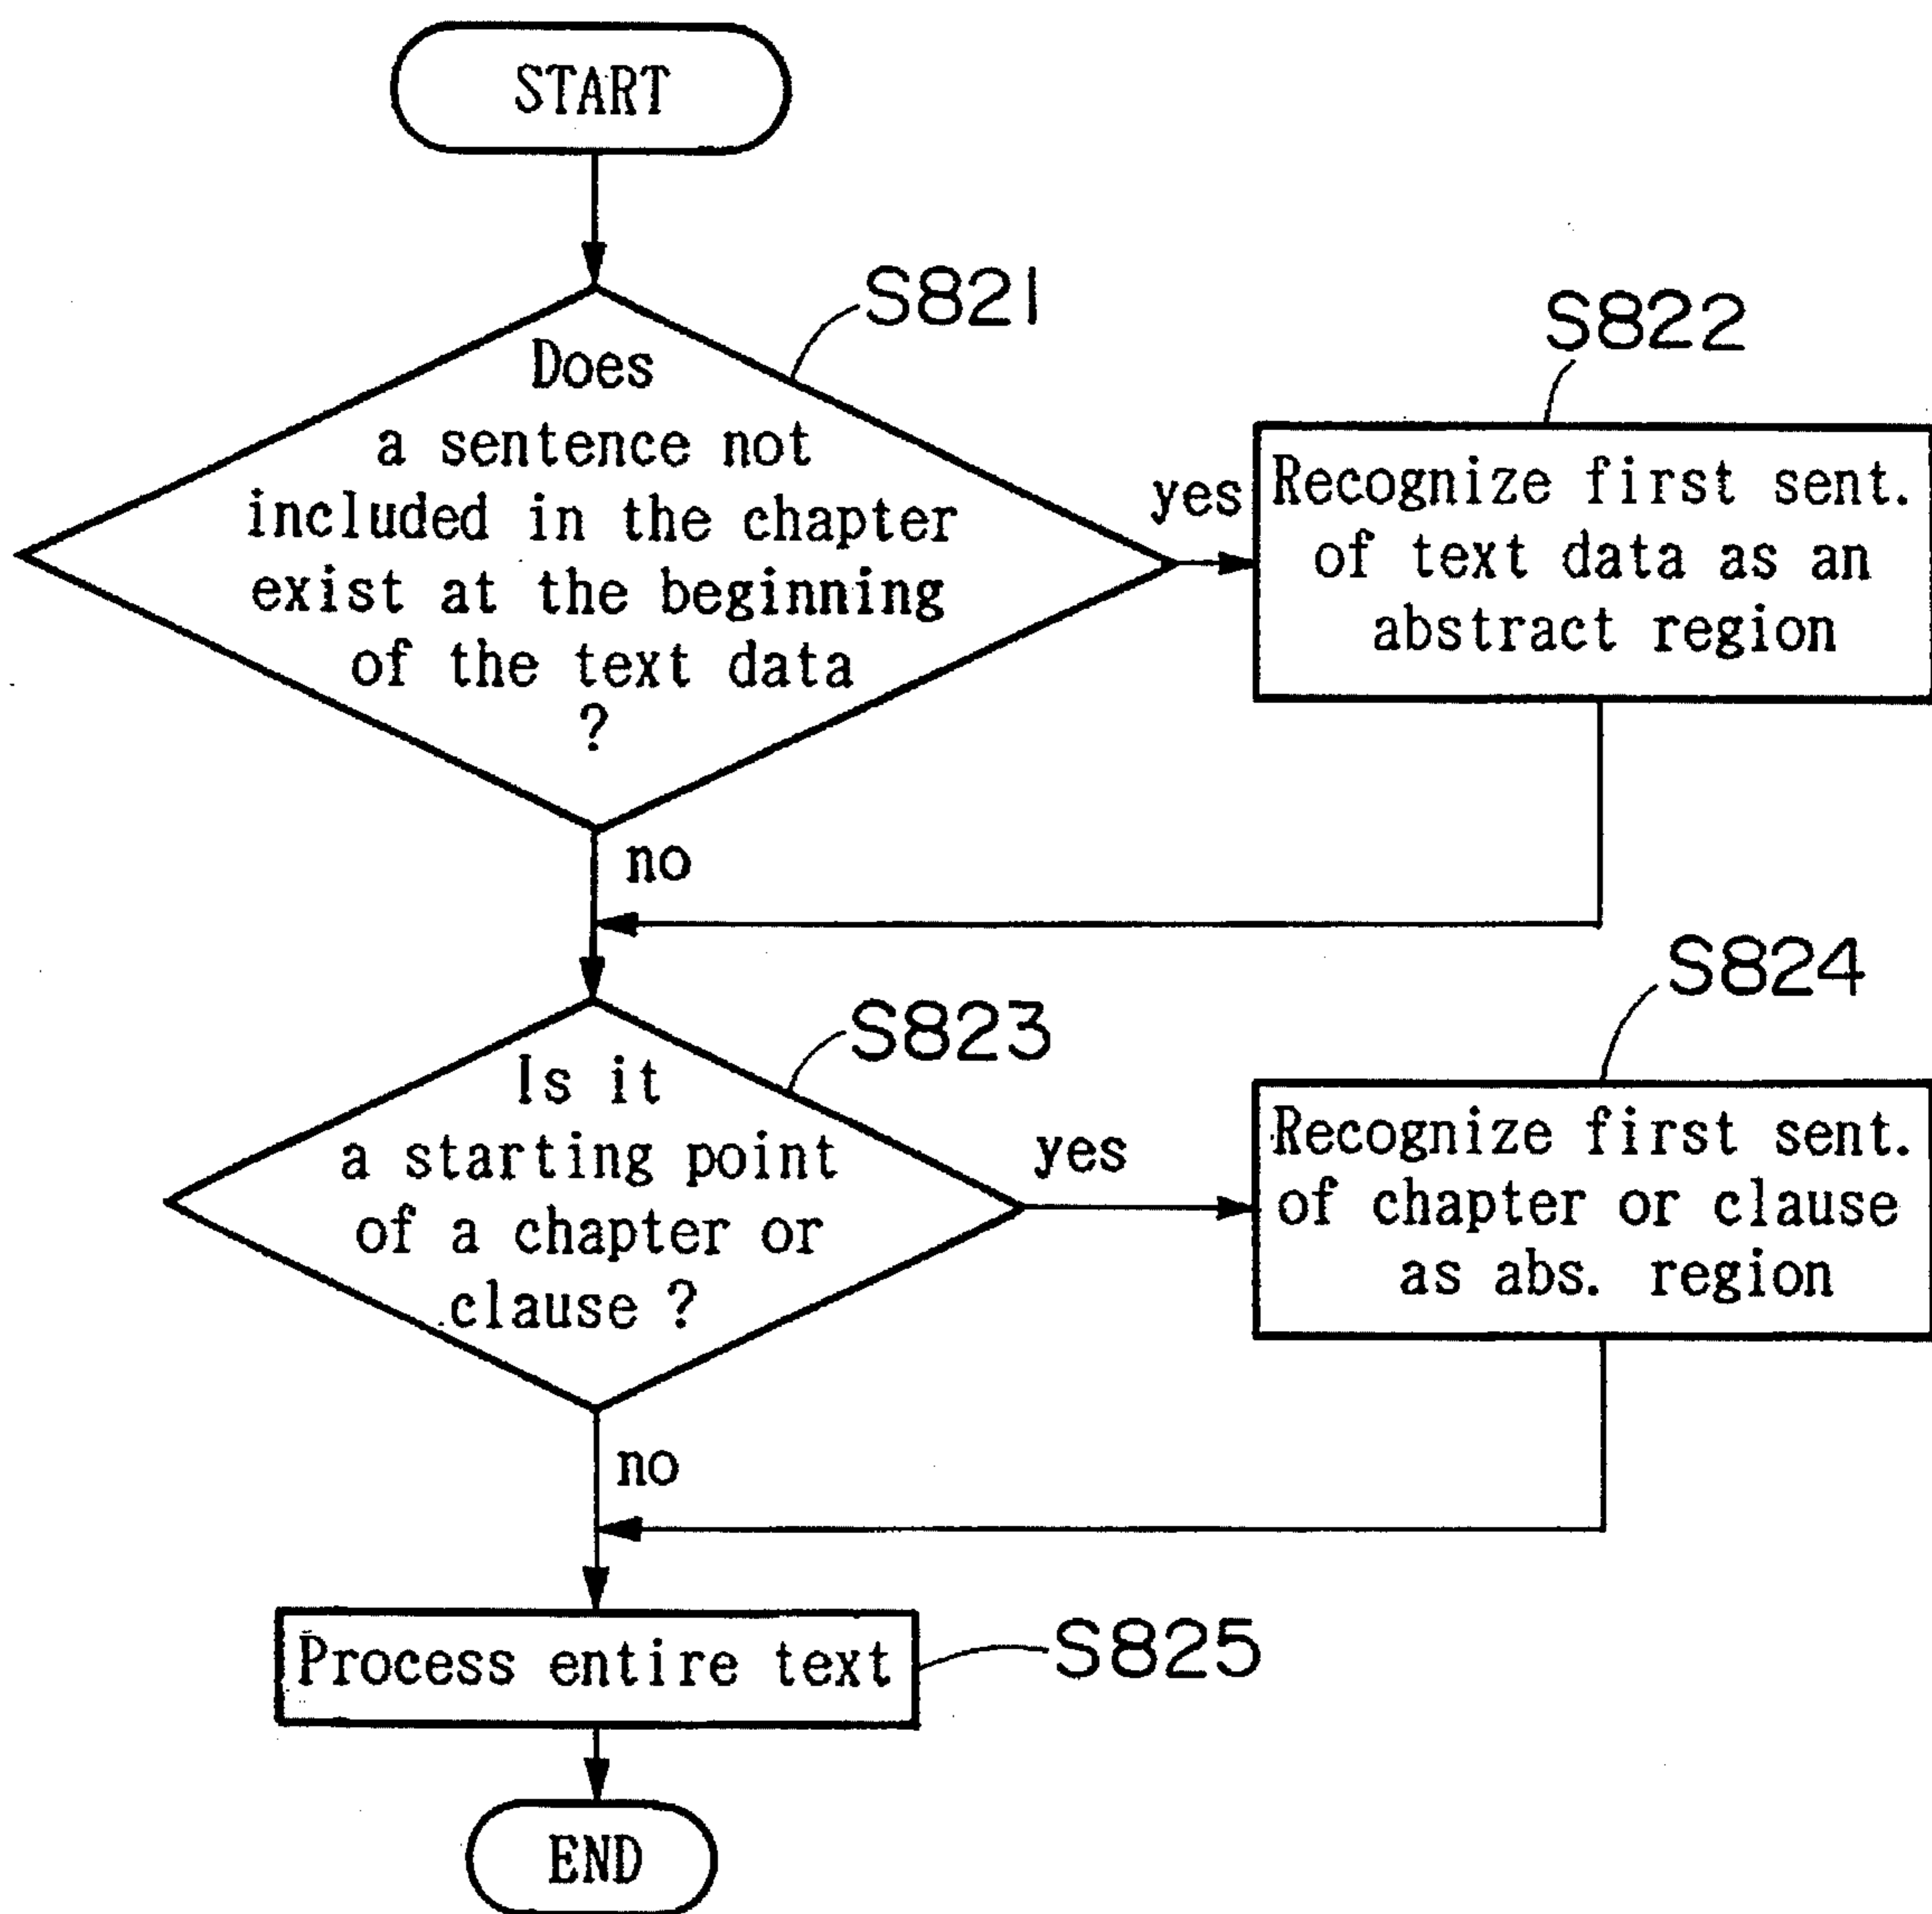 START
S821
Does
a sentence not
included in the chapter
exist at the beginning
of the text data
?
yes
S822
Recognize first sent.
of text data as an
abstract region
no
S823
Is it
a starting point
of a chapter or
clause ?
yes
S824
Recognize first sent.
of chapter or clause
as abs. region
no
Process entire text
S825
END